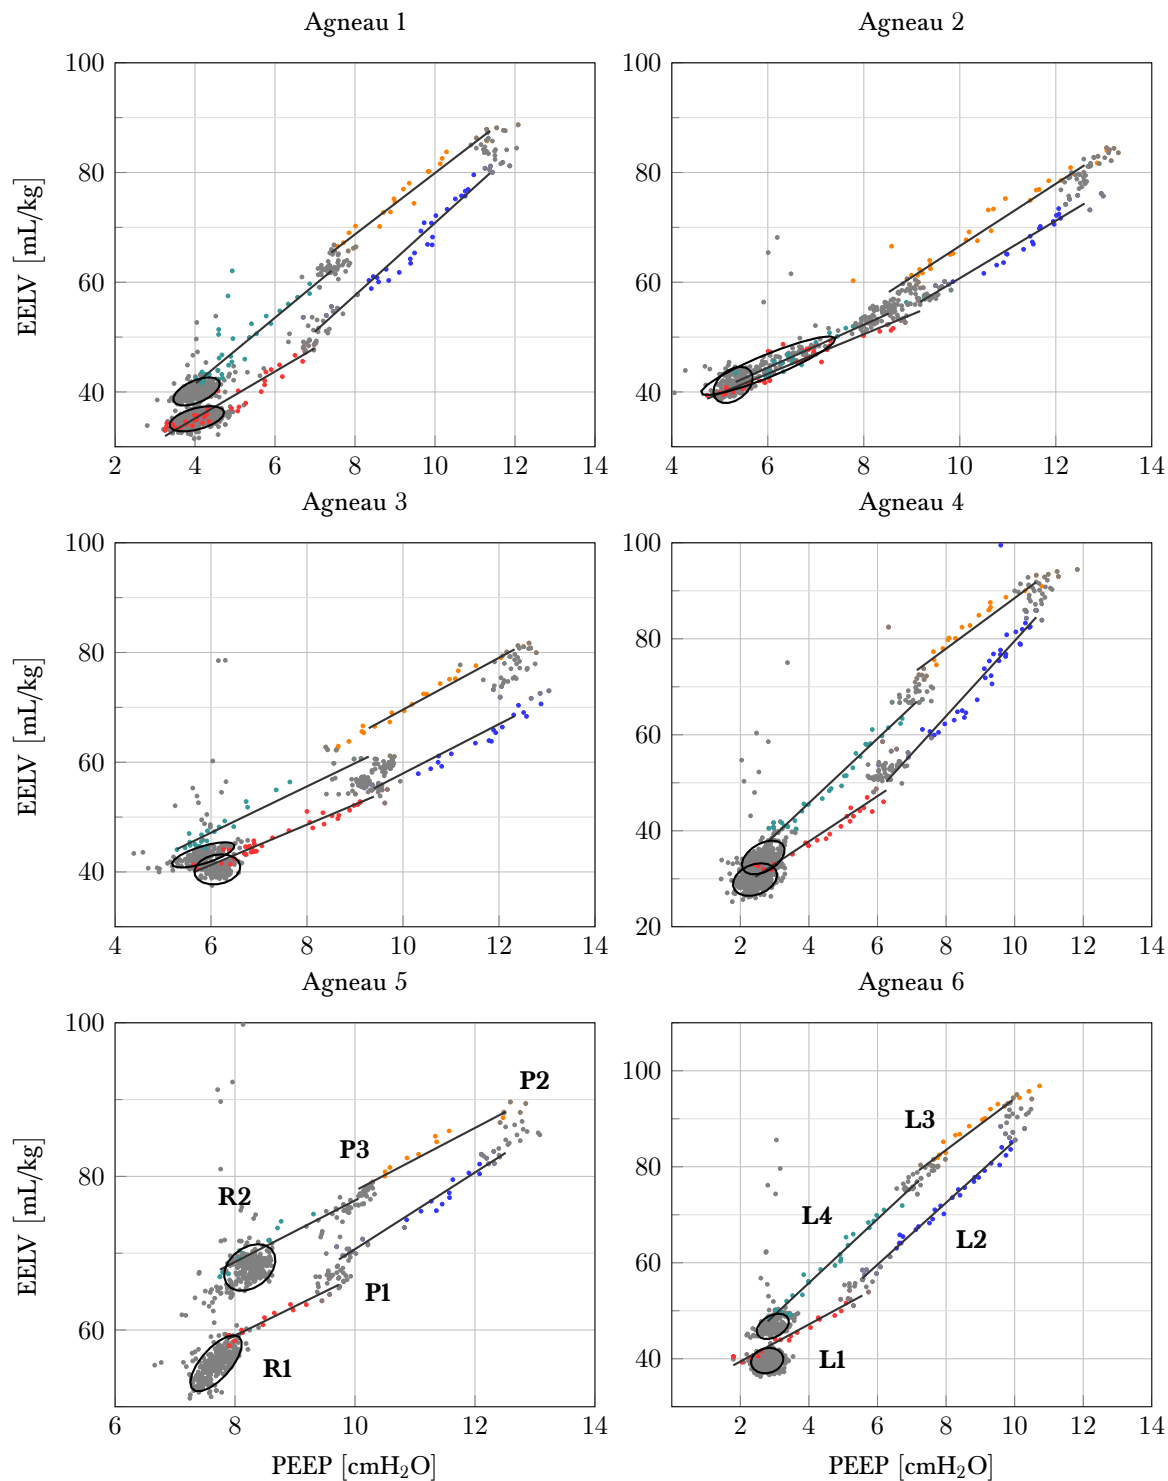 Agneau 1
Agneau 2
100
80
60
40
EELV [mL/kg]
2 4 6 8 10 12 14
100
80
60
40
4 6 8 10 12 14
Agneau 3
Agneau 4
100
80
60
40
EELV [mL/kg]
4 6 8 10 12 14
100
80
60
40
20
2 4 6 8 10 12 14
Agneau 5
Agneau 6
100
80
60
EELV [mL/kg]
P2
P3
R2
P1
R1
6 8 10 12 14
PEEP [cmH₂O]
100
80
60
40
L3
L4
L2
L1
2 4 6 8 10 12 14
PEEP [cmH₂O]